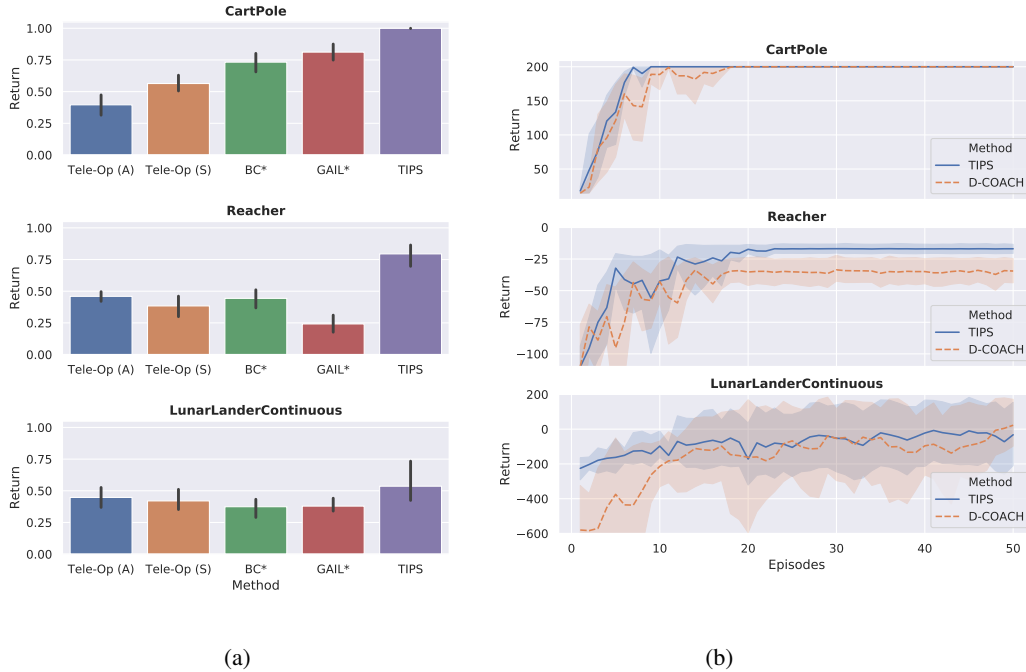 CartPole
1.00
0.75
0.50
0.25
0.00
Return
Tele-Op (A) Tele-Op (S) BC* GAIL* TIPS
Reacher
1.00
0.75
0.50
0.25
0.00
Return
Tele-Op (A) Tele-Op (S) BC* GAIL* TIPS
LunarLanderContinuous
1.00
0.75
0.50
0.25
0.00
Return
Tele-Op (A) Tele-Op (S) BC* GAIL* TIPS
Method
(a)
CartPole
200
150
100
50
Return
Method
TIPS
D-COACH
Reacher
0
−25
−50
−75
−100
Return
Method
TIPS
D-COACH
LunarLanderContinuous
200
0
−200
−400
−600
Return
Method
TIPS
D-COACH
0 10 20 30 40 50
Episodes
(b)